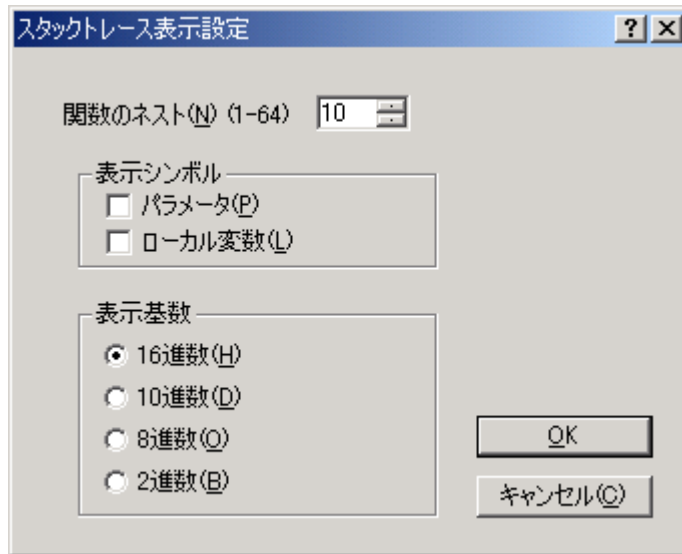 スタックトレース表示設定
関数のネスト(N) (1-64) 10
表示シンボル
パラメータ(P)
ローカル変数(L)
表示基数
16進数(H)
10進数(D)
8進数(O)
2進数(B)
OK
キャンセル(C)